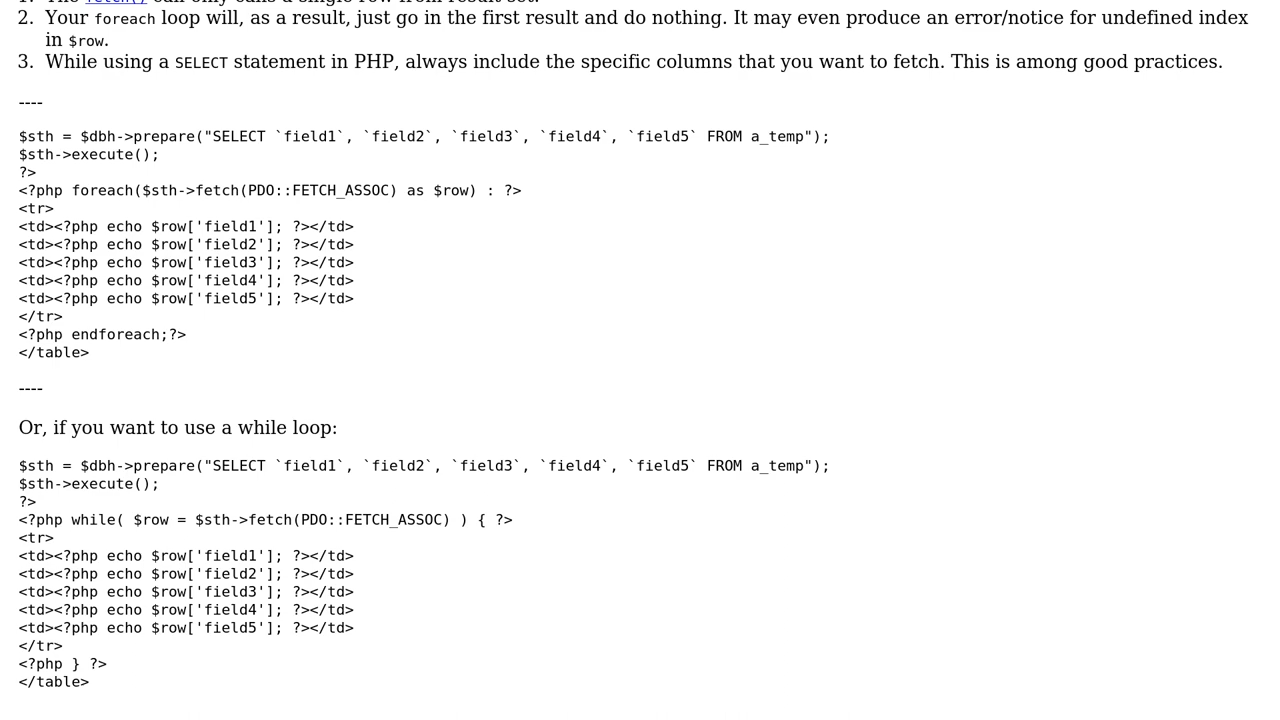 2. Your foreach loop will, as a result, just go in the first result and do nothing. It may even produce an error/notice for undefined index
in $row.
3. While using a SELECT statement in PHP, always include the specific columns that you want to fetch. This is among good practices.
----
$sth = $dbh->prepare("SELECT `field1`, `field2`, `field3`, `field4`, `field5` FROM a_temp");
$sth->execute();
?>
<?php foreach($sth->fetch(PDO::FETCH_ASSOC) as $row) : ?>
<tr>
<td><?php echo $row['field1']; ?></td>
<td><?php echo $row['field2']; ?></td>
<td><?php echo $row['field3']; ?></td>
<td><?php echo $row['field4']; ?></td>
<td><?php echo $row['field5']; ?></td>
</tr>
<?php endforeach;?>
</table>
----
Or, if you want to use a while loop:
$sth = $dbh->prepare("SELECT `field1`, `field2`, `field3`, `field4`, `field5` FROM a_temp");
$sth->execute();
?>
<?php while( $row = $sth->fetch(PDO::FETCH_ASSOC) ) { ?>
<tr>
<td><?php echo $row['field1']; ?></td>
<td><?php echo $row['field2']; ?></td>
<td><?php echo $row['field3']; ?></td>
<td><?php echo $row['field4']; ?></td>
<td><?php echo $row['field5']; ?></td>
</tr>
<?php } ?>
</table>